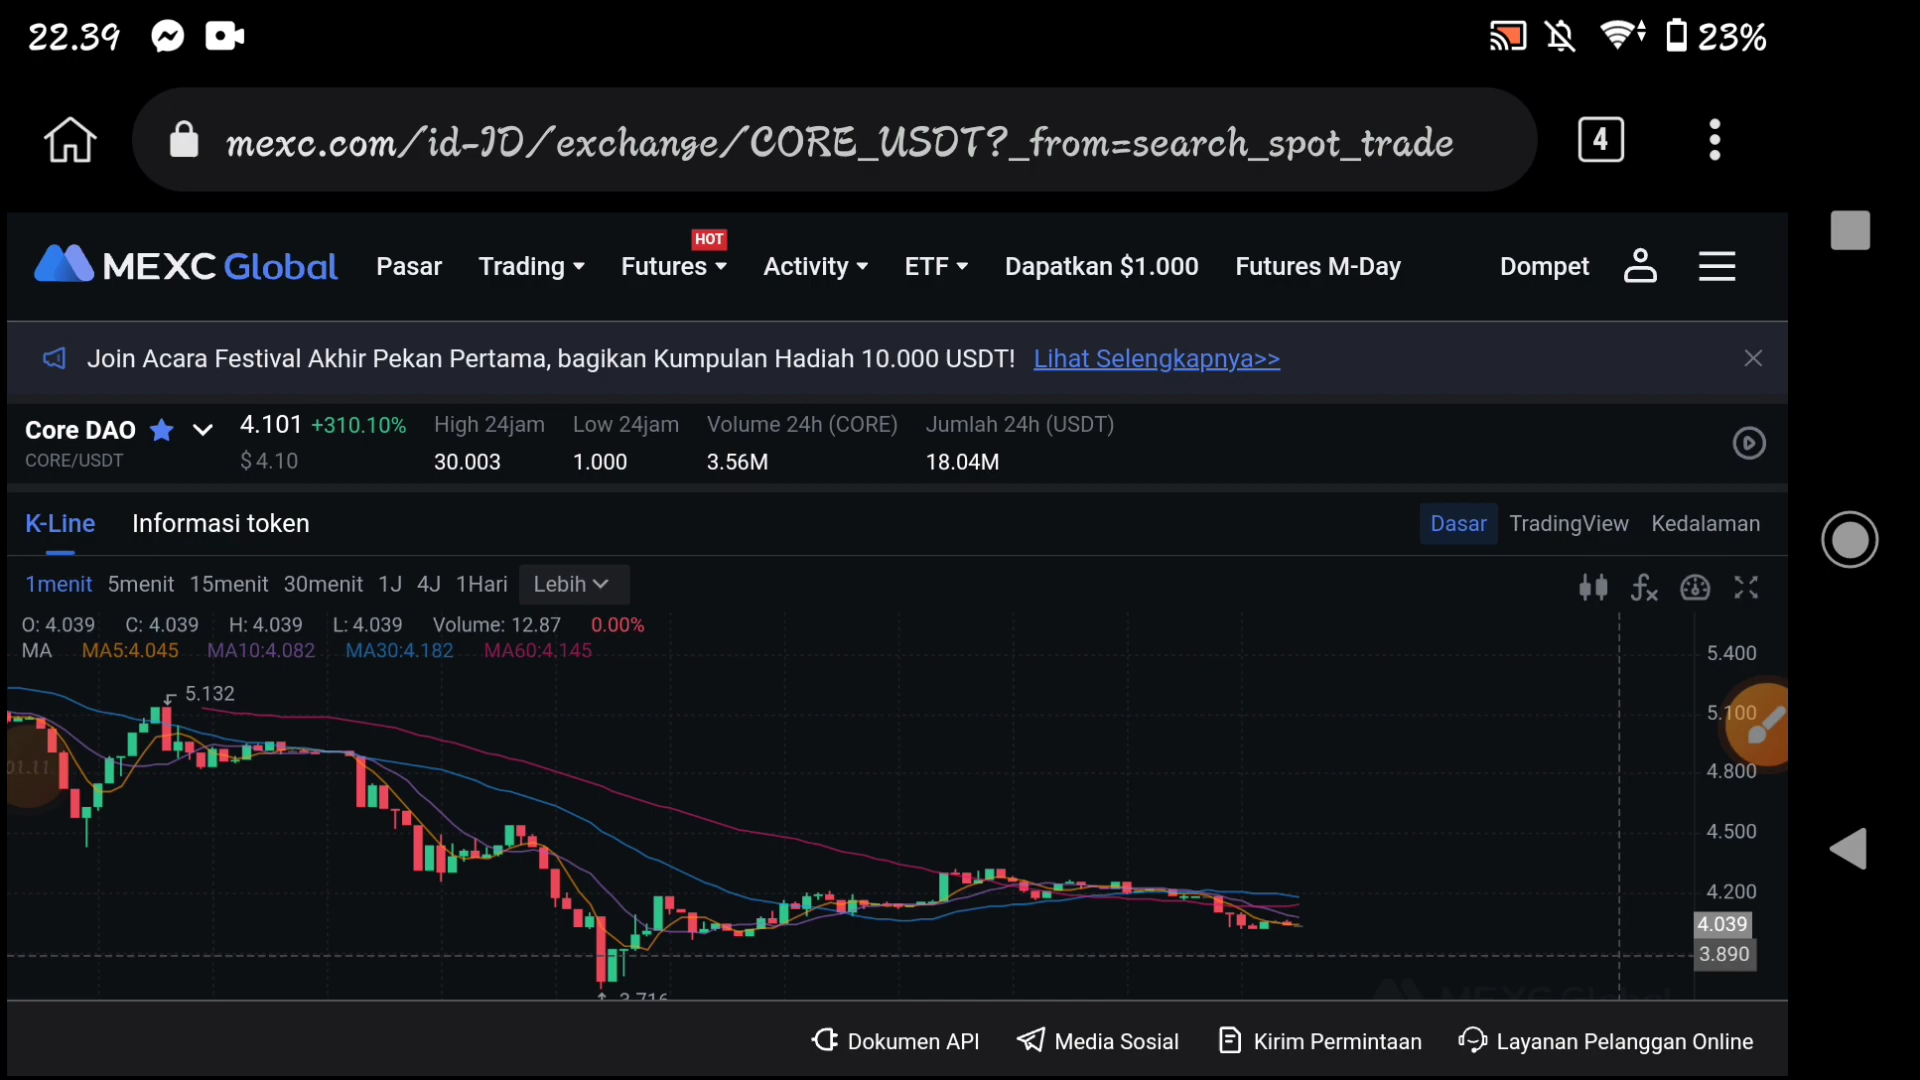 22.39 23%
mexc.com/id-ID/exchange/CORE_USDT?_from=search_spot_trade 4
MEXC Global Pasar Trading Futures HOT Activity ETF Dapatkan $1.000 Futures M-Day Dompet
Join Acara Festival Akhir Pekan Pertama, bagikan Kumpulan Hadiah 10.000 USDT! Lihat Selengkapnya>>
Core DAO 4.101 +310.10% High 24jam Low 24jam Volume 24h (CORE) Jumlah 24h (USDT)
CORE/USDT $ 4.10 30.003 1.000 3.56M 18.04M
K-Line Informasi token Dasar TradingView Kedalaman
1menit 5menit 15menit 30menit 1J 4J 1Hari Lebih
O: 4.039 C: 4.039 H: 4.039 L: 4.039 Volume: 12.87 0.00%
MA MA5:4.045 MA10:4.082 MA30:4.182 MA60:4.145
5.400
5.132
5.100
01.11
4.800
4.500
4.200
4.039
3.890
3.716
MEXC Global
Dokumen API Media Sosial Kirim Permintaan Layanan Pelanggan Online